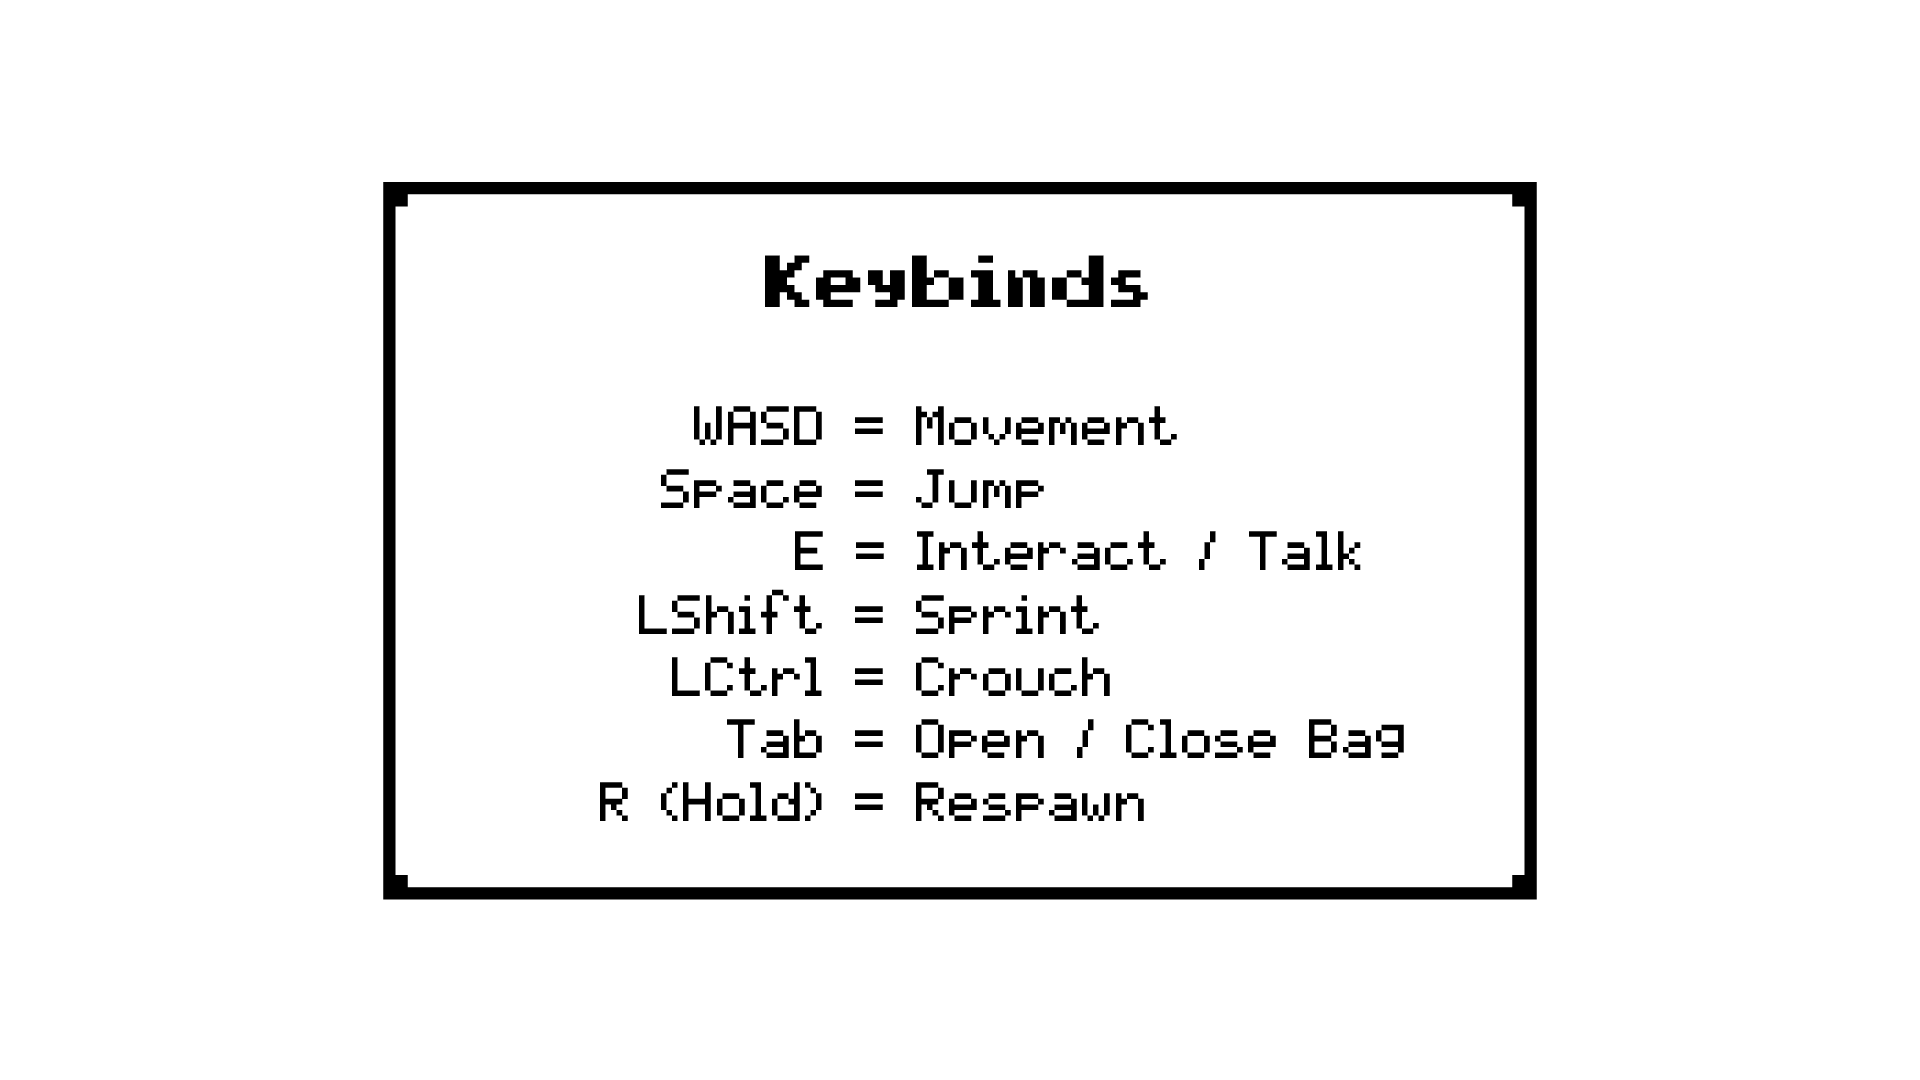 Keybinds
WASD = Movement
Space = Jump
E = Interact / Talk
LShift = Sprint
LCtrl = Crouch
Tab = Open / Close Bag
R (Hold) = Respawn